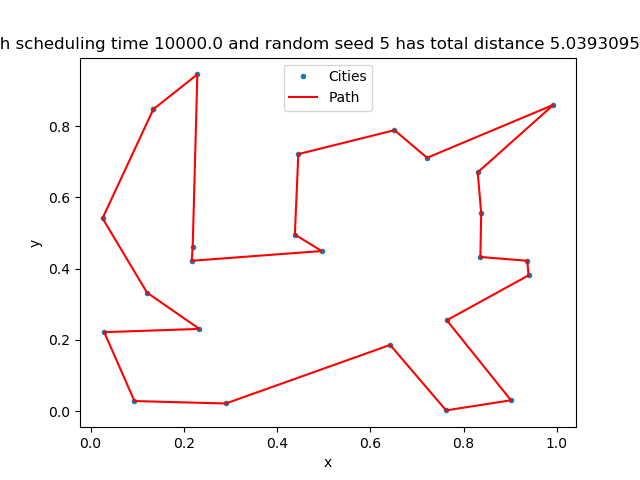 h scheduling time 10000.0 and random seed 5 has total distance 5.0393095
Cities
Path
0.8
0.6
0.4
0.2
0.0
y
0.0 0.2 0.4 0.6 0.8 1.0
x